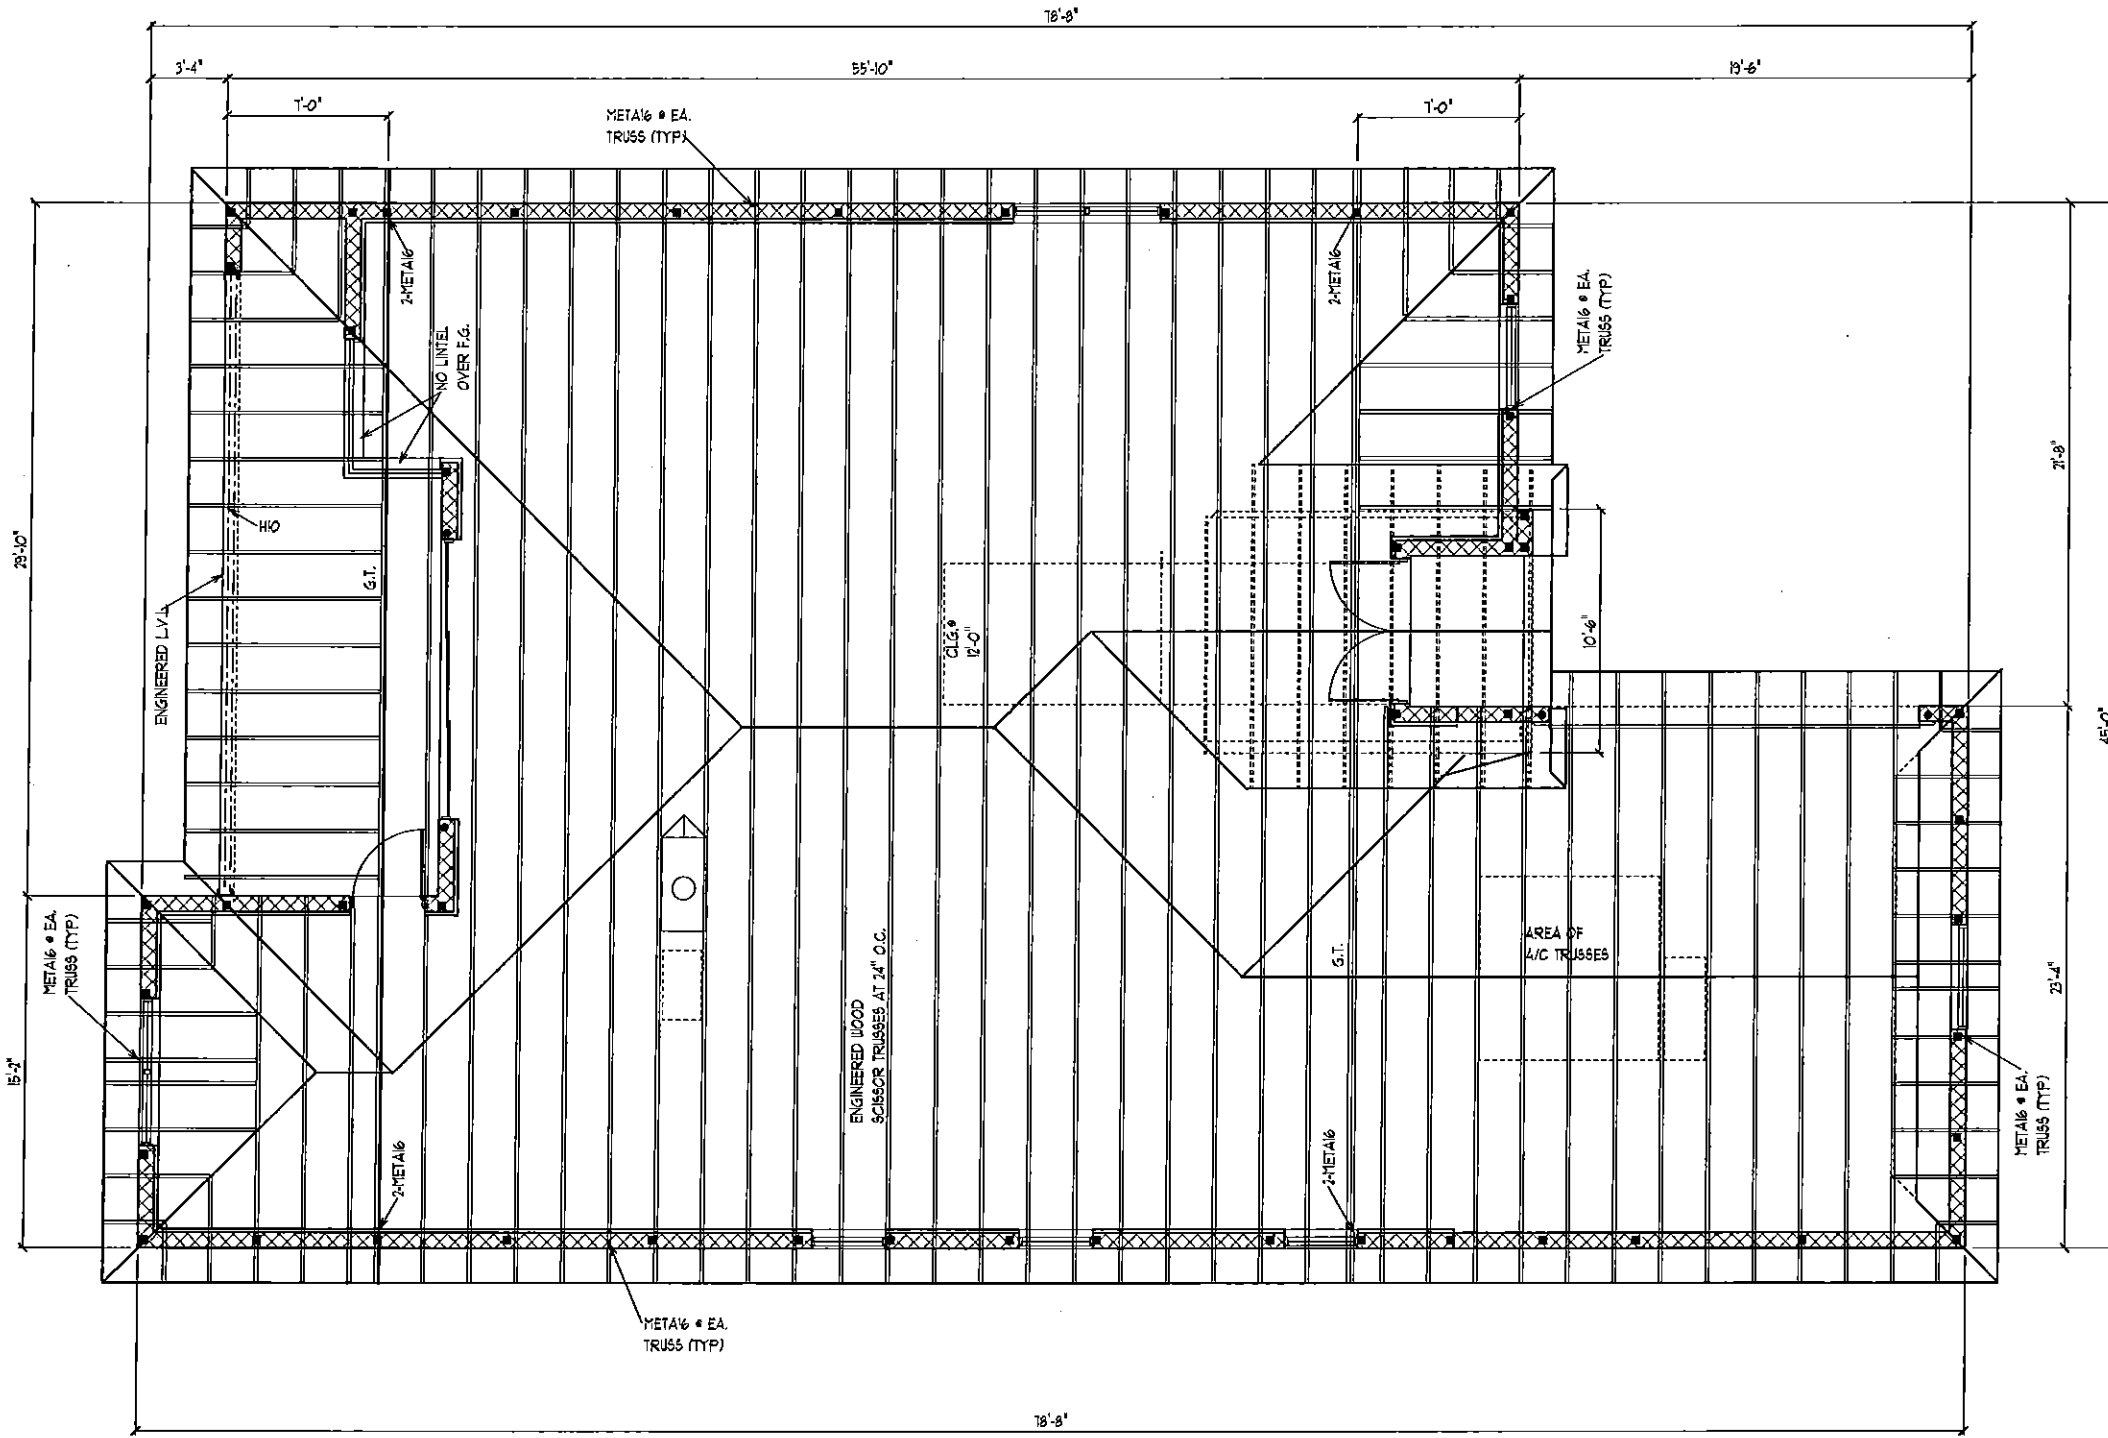 78'-8"
3'-4"
55'-10"
19'-6"
7'-0"
7'-0"
META16 @ EA.
TRUSS (TYP)
2-META16
2-META16
META16 @ EA.
TRUSS (TYP)
NO LINTEL
OVER F.G.
21'-8"
29'-10"
H10
G.T.
ENGINEERED L.V.L.
CLG. @
12'-0"
10'-6"
45'-0"
META16 @ EA.
TRUSS (TYP)
AREA OF
A/C TRUSSES
G.T.
23'-4"
ENGINEERED WOOD
SCISSOR TRUSSES AT 24" O.C.
15'-2"
META16 @ EA.
TRUSS (TYP)
2-META16
2-META16
META16 @ EA.
TRUSS (TYP)
78'-8"